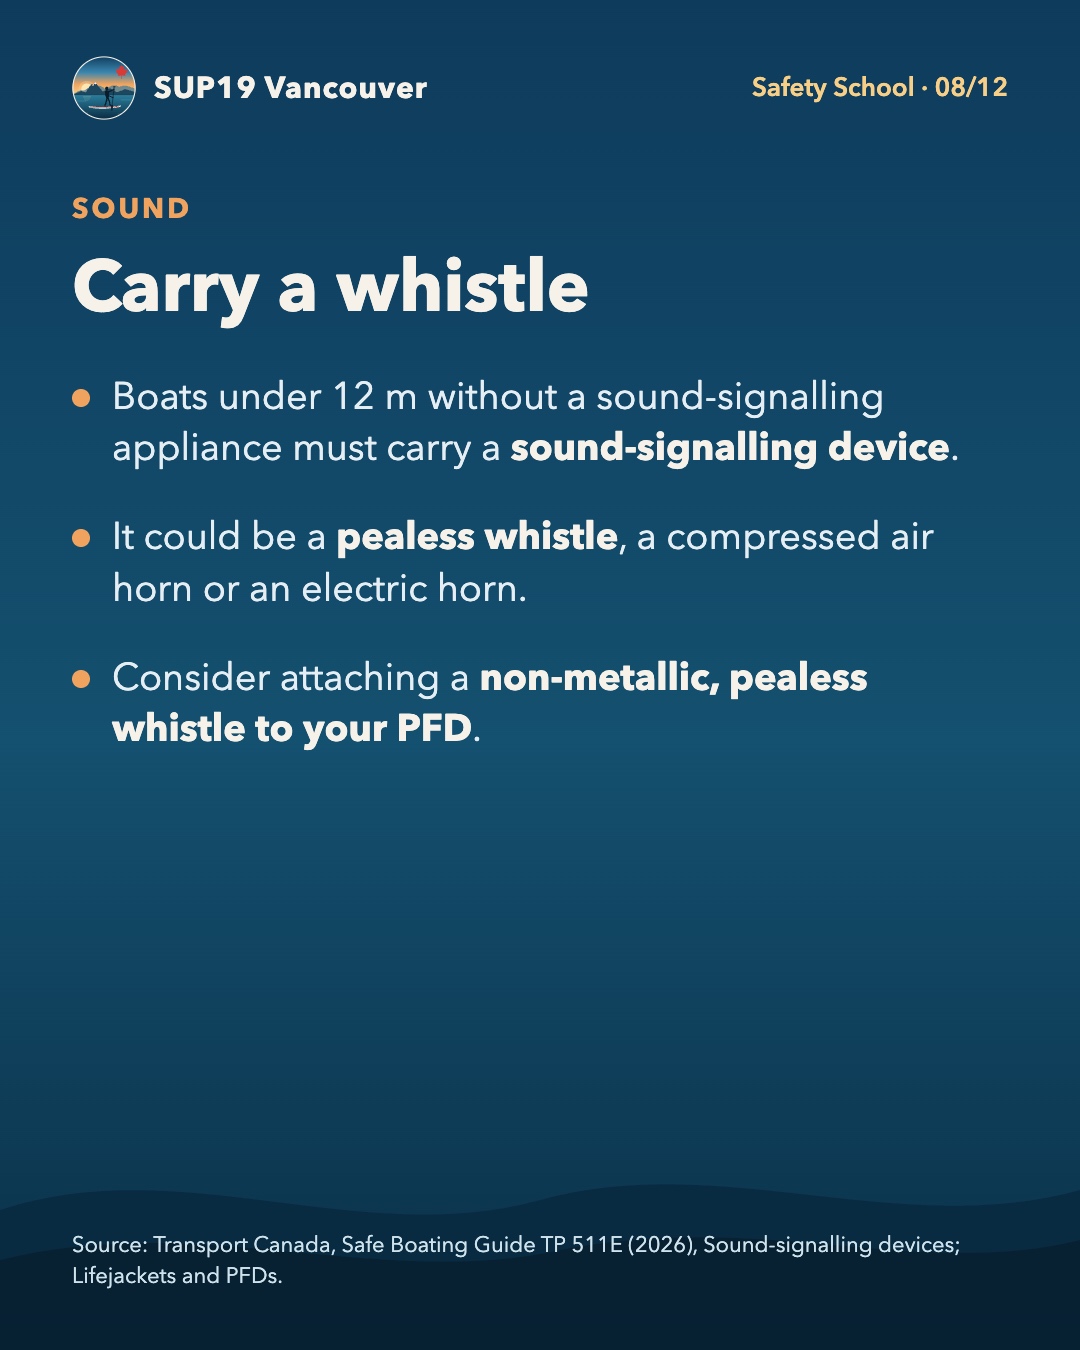 SUP19 Vancouver
Safety School · 08/12
SOUND
Carry a whistle
Boats under 12 m without a sound-signalling
appliance must carry a sound-signalling device.
It could be a pealess whistle, a compressed air
horn or an electric horn.
Consider attaching a non-metallic, pealess
whistle to your PFD.
Source: Transport Canada, Safe Boating Guide TP 511E (2026), Sound-signalling devices;
Lifejackets and PFDs.